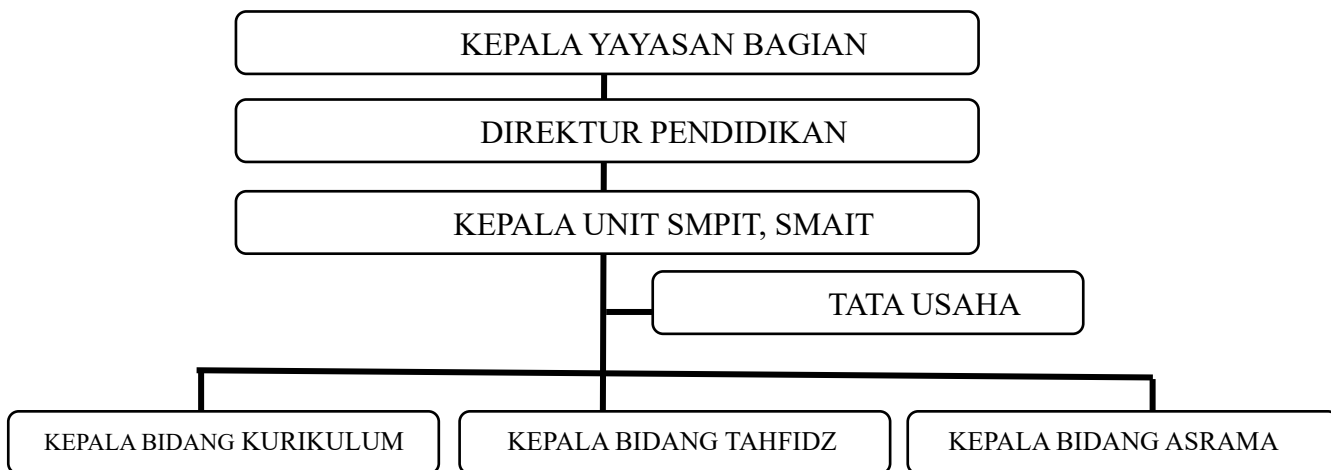 KEPALA YAYASAN BAGIAN
DIREKTUR PENDIDIKAN
KEPALA UNIT SMPIT, SMAIT
TATA USAHA
KEPALA BIDANG KURIKULUM
KEPALA BIDANG TAHFIDZ
KEPALA BIDANG ASRAMA